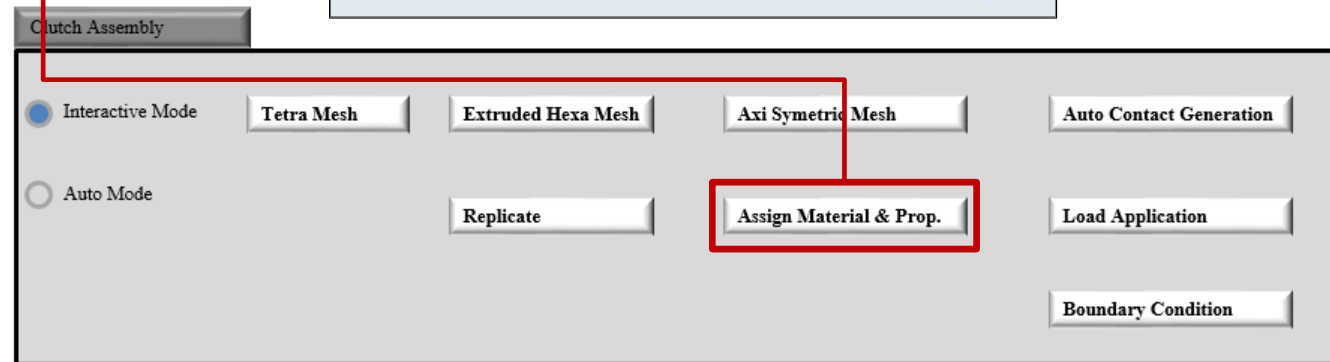 Clutch Assembly
Interactive Mode
Tetra Mesh
Extruded Hexa Mesh
Axi Symetric Mesh
Auto Contact Generation
Auto Mode
Replicate
Assign Material & Prop.
Load Application
Boundary Condition